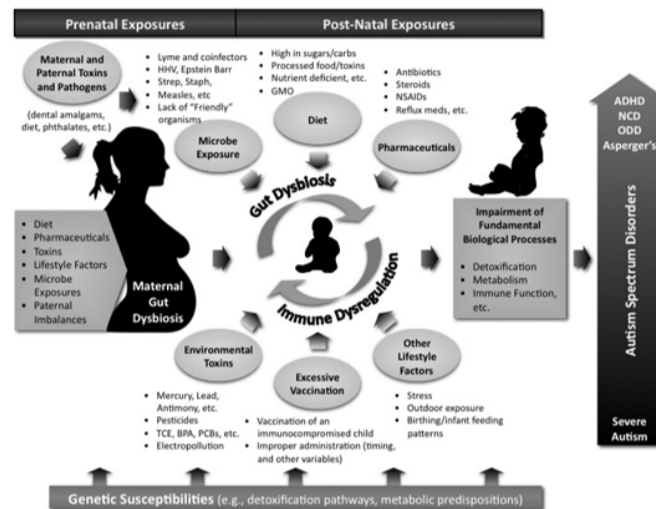 Prenatal Exposures
Post-Natal Exposures
Maternal and
Paternal Toxins
and Pathogens
(dental amalgams,
diet, phthalates, etc.)
• Lyme and coinfectors
• HHV, Epstein Barr
• Strep, Staph,
• Measles, etc
• Lack of "Friendly"
organisms
Microbe
Exposure
• High in sugars/carbs
• Processed food/toxins
• Nutrient deficient, etc.
• GMO
Diet
• Antibiotics
• Steroids
• NSAIDs
• Reflux meds, etc.
Pharmaceuticals
• Diet
• Pharmaceuticals
• Toxins
• Lifestyle Factors
• Microbe
Exposures
• Paternal
Imbalances
Maternal
Gut
Dysbiosis
Gut Dysbiosis
Immune Dysregulation
Impairment of
Fundamental
Biological Processes
• Detoxification
• Metabolism
• Immune Function,
etc.
ADHD
NCD
ODD
Asperger's
Autism Spectrum Disorders
Severe
Autism
Environmental
Toxins
• Mercury, Lead,
Antimony, etc.
• Pesticides
• TCE, BPA, PCBs, etc.
• Electropollution
Excessive
Vaccination
• Vaccination of an
immunocompromised child
• Improper administration (timing,
and other variables)
Other
Lifestyle
Factors
• Stress
• Outdoor exposure
• Birthing/infant feeding
patterns
Genetic Susceptibilities (e.g., detoxification pathways, metabolic predispositions)